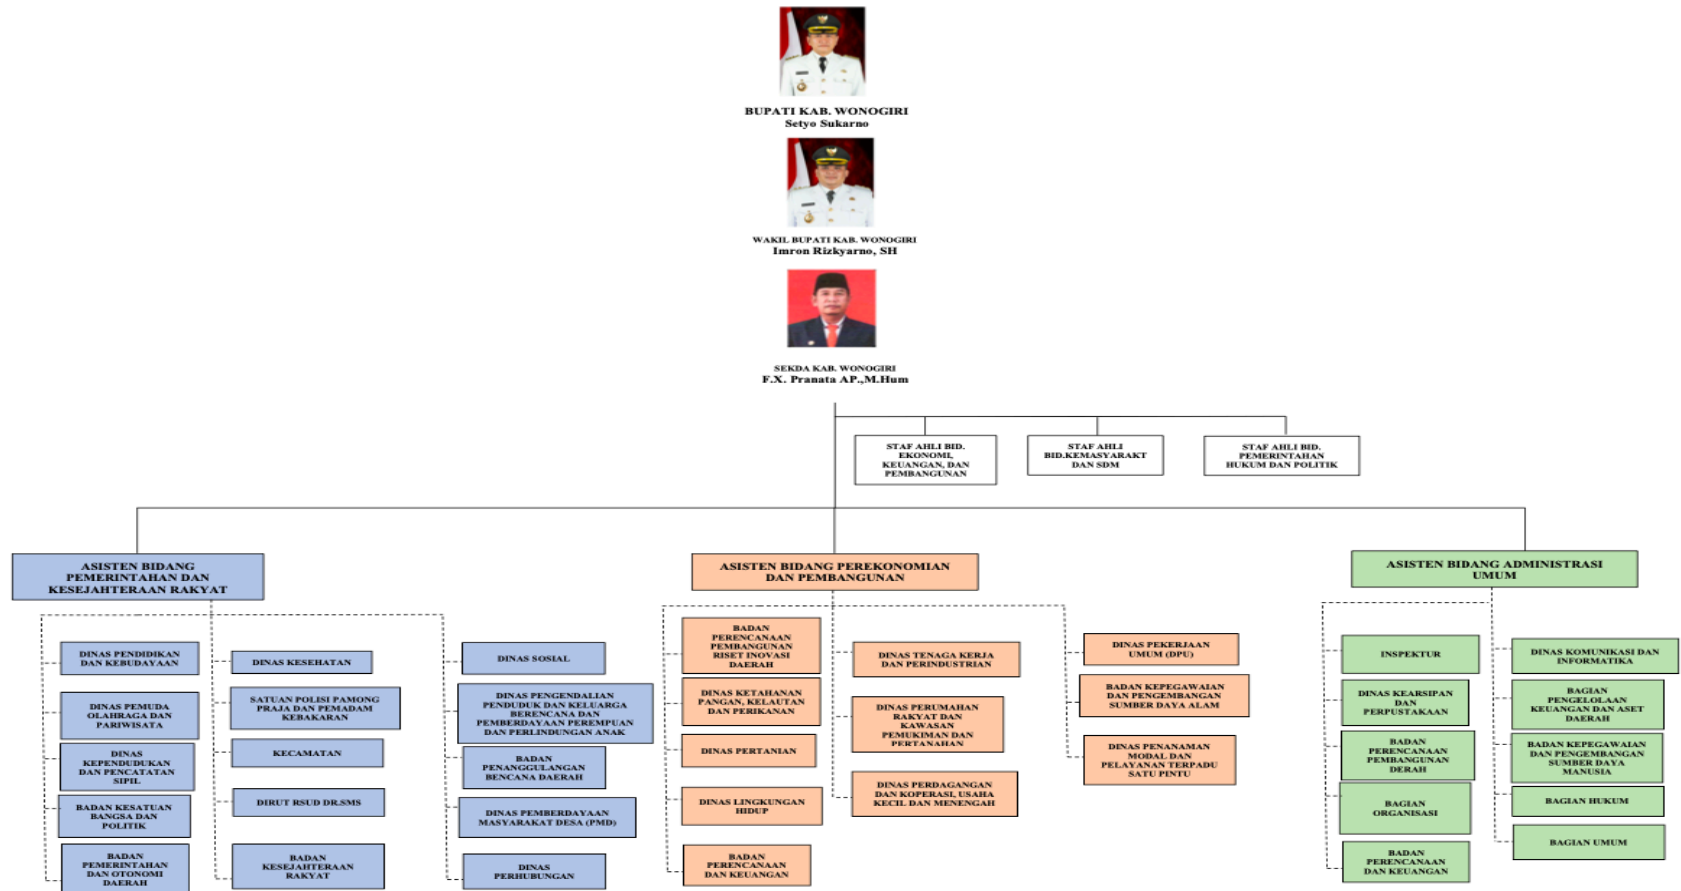 BUPATI KAB. WONOGIRI
Setyo Sukarno
WAKIL BUPATI KAB. WONOGIRI
Imron Rizkyarno, SH
SEKDA KAB. WONOGIRI
F.X. Pranata AP.,M.Hum
STAF AHLI BID.
EKONOMI,
KEUANGAN, DAN
PEMBANGUNAN
STAF AHLI
BID.KEMASYARAKT
DAN SDM
STAF AHLI BID.
PEMERINTAHAN
HUKUM DAN POLITIK
ASISTEN BIDANG
PEMERINTAHAN DAN
KESEJAHTERAAN RAKYAT
DINAS PENDIDIKAN
DAN KEBUDAYAAN
DINAS PEMUDA
OLAHRAGA DAN
PARIWISATA
DINAS
KEPENDUDUKAN
DAN PENCATATAN
SIPIL
BADAN KESATUAN
BANGSA DAN
POLITIK
BADAN
PEMERINTAHAN
DAN OTONOMI
DAERAH
DINAS KESEHATAN
SATUAN POLISI PAMONG
PRAJA DAN PEMADAM
KEBAKARAN
KECAMATAN
DIRUT RSUD DR.SMS
BADAN
KESEJAHTERAAN
RAKYAT
DINAS SOSIAL
DINAS PENGENDALIAN
PENDUDUK DAN KELUARGA
BERENCANA DAN
PEMBERDAYAAN PEREMPUAN
DAN PERLINDUNGAN ANAK
BADAN
PENANGGULANGAN
BENCANA DAERAH
DINAS PEMBERDAYAAN
MASYARAKAT DESA (PMD)
DINAS
PERHUBUNGAN
ASISTEN BIDANG PEREKONOMIAN
DAN PEMBANGUNAN
BADAN
PERENCANAAN
PEMBANGUNAN
RISET INOVASI
DAERAH
DINAS KETAHANAN
PANGAN, KELAUTAN
DAN PERIKANAN
DINAS PERTANIAN
DINAS LINGKUNGAN
HIDUP
BADAN
PERENCANAAN
DAN KEUANGAN
DINAS TENAGA KERJA
DAN PERINDUSTRIAN
DINAS PERUMAHAN
RAKYAT DAN
KAWASAN
PEMUKIMAN DAN
PERTANAHAN
DINAS PERDAGANGAN
DAN KOPERASI, USAHA
KECIL DAN MENENGAH
DINAS PEKERJAAN
UMUM (DPU)
BADAN KEPEGAWAIAN
DAN PENGEMBANGAN
SUMBER DAYA ALAM
DINAS PENANAMAN
MODAL DAN
PELAYANAN TERPADU
SATU PINTU
ASISTEN BIDANG ADMINISTRASI
UMUM
INSPEKTUR
DINAS KEARSIPAN
DAN
PERPUSTAKAAN
BADAN
PERENCANAAN
PEMBANGUNAN
DERAH
BAGIAN
ORGANISASI
BADAN
PERENCANAAN
DAN KEUANGAN
DINAS KOMUNIKASI DAN
INFORMATIKA
BAGIAN
PENGELOLAAN
KEUANGAN DAN ASET
DAERAH
BADAN KEPEGAWAIAN
DAN PENGEMBANGAN
SUMBER DAYA
MANUSIA
BAGIAN HUKUM
BAGIAN UMUM